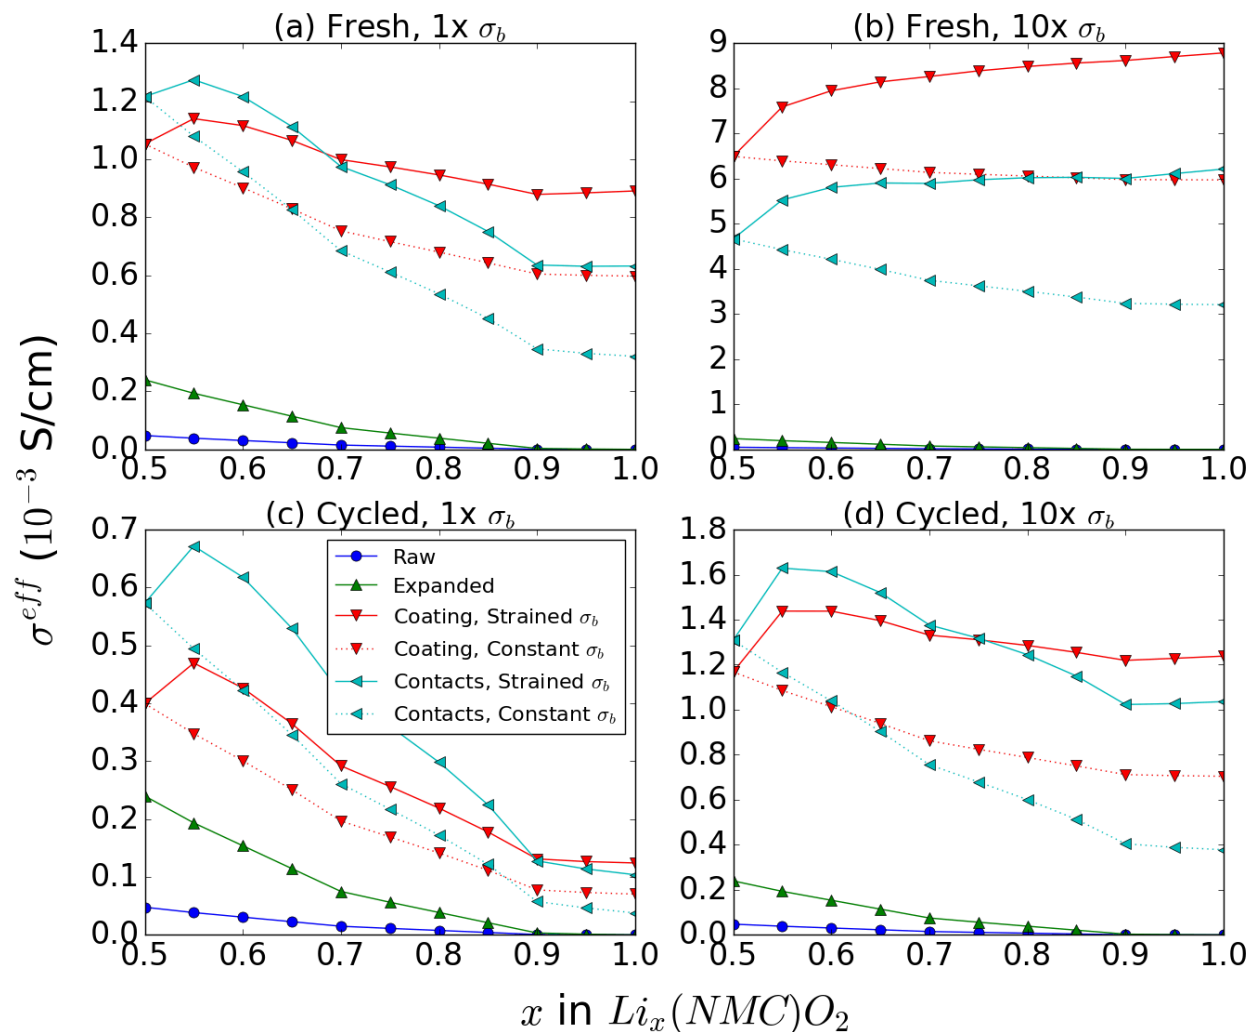 (a) Fresh, 1x σ_b
(b) Fresh, 10x σ_b
1.4
1.2
1.0
0.8
0.6
0.4
0.2
0.0
0.5 0.6 0.7 0.8 0.9 1.0
9
8
7
6
5
4
3
2
1
0
0.5 0.6 0.7 0.8 0.9 1.0
σ^{eff} (10^{-3} S/cm)
(c) Cycled, 1x σ_b
(d) Cycled, 10x σ_b
0.7
0.6
0.5
0.4
0.3
0.2
0.1
0.0
0.5 0.6 0.7 0.8 0.9 1.0
Raw
Expanded
Coating, Strained σ_b
Coating, Constant σ_b
Contacts, Strained σ_b
Contacts, Constant σ_b
1.8
1.6
1.4
1.2
1.0
0.8
0.6
0.4
0.2
0.0
0.5 0.6 0.7 0.8 0.9 1.0
x in Li_x(NMC)O_2